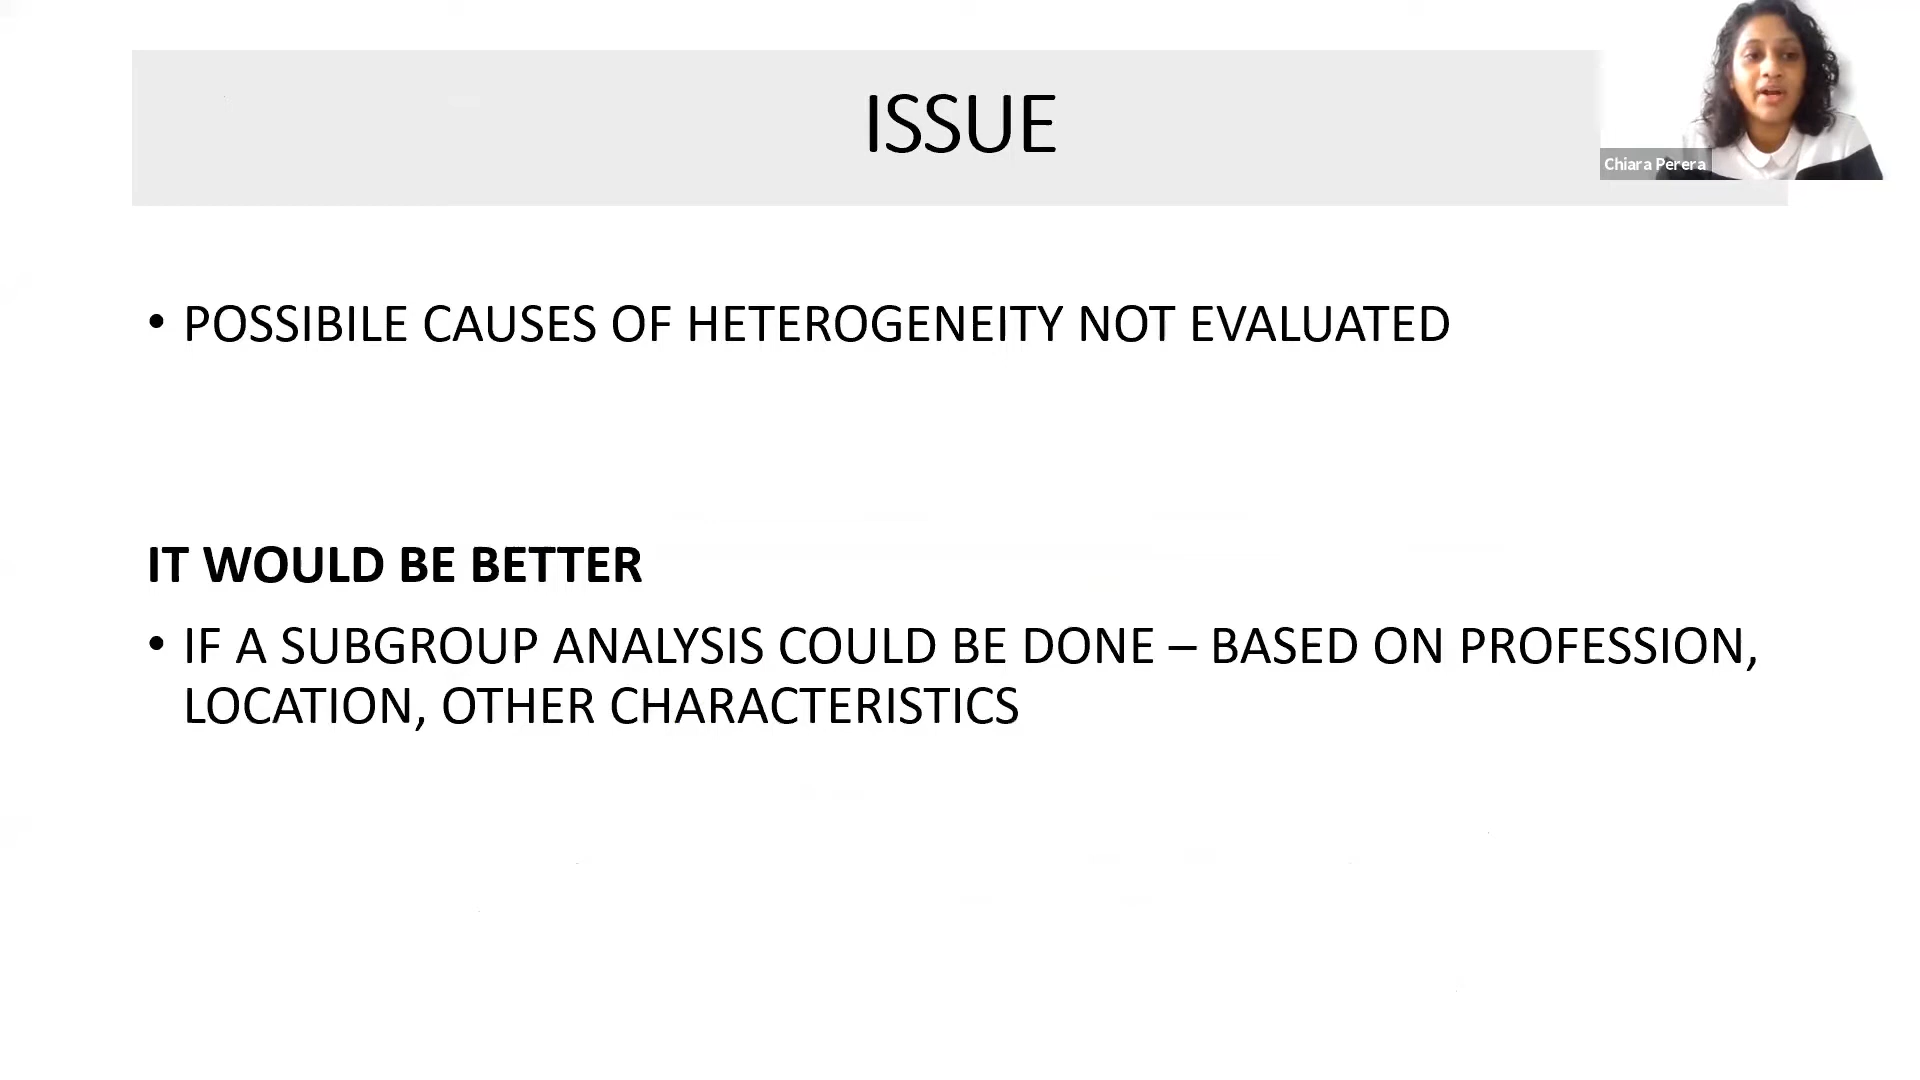 ISSUE
Chiara Perera
• POSSIBILE CAUSES OF HETEROGENEITY NOT EVALUATED
IT WOULD BE BETTER
• IF A SUBGROUP ANALYSIS COULD BE DONE – BASED ON PROFESSION,
LOCATION, OTHER CHARACTERISTICS